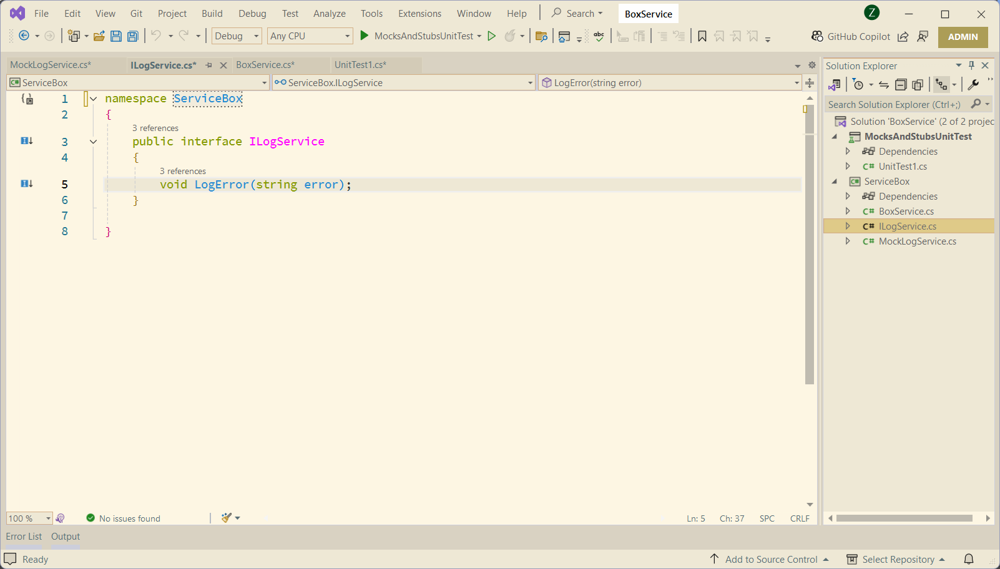 File Edit View Git Project Build Debug Test Analyze Tools Extensions Window Help Search BoxService Z
Debug Any CPU MocksAndStubsUnitTest abc GitHub Copilot ADMIN
MockLogService.cs* ILogService.cs* BoxService.cs* UnitTest1.cs*
C# ServiceBox ServiceBox.ILogService LogError(string error)
1 namespace ServiceBox
2 {
3 references
3 public interface ILogService
4 {
3 references
5 void LogError(string error);
6 }
7
8 }
100 % No issues found Ln: 5 Ch: 37 SPC CRLF
Solution Explorer
Search Solution Explorer (Ctrl+;)
Solution 'BoxService' (2 of 2 projec
MocksAndStubsUnitTest
Dependencies
C# UnitTest1.cs
C# ServiceBox
Dependencies
C# BoxService.cs
C# ILogService.cs
C# MockLogService.cs
Error List Output
Ready Add to Source Control Select Repository